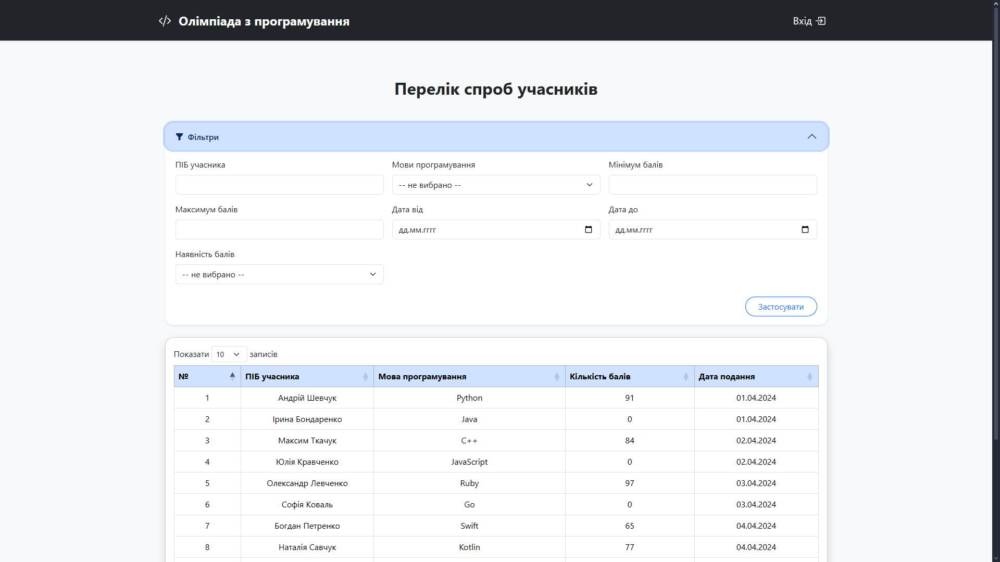 Олімпіада з програмування
Вхід
Перелік спроб учасників
Фільтри
ПІБ учасника
Мови програмування
Мінімум балів
-- не вибрано --
Максимум балів
Дата від
Дата до
дд.мм.гггг
дд.мм.гггг
Наявність балів
-- не вибрано --
Застосувати
Показати 10 записів
№ ПІБ учасника Мова програмування Кількість балів Дата подання
1 Андрій Шевчук Python 91 01.04.2024
2 Ірина Бондаренко Java 0 01.04.2024
3 Максим Ткачук C++ 84 02.04.2024
4 Юлія Кравченко JavaScript 0 02.04.2024
5 Олександр Левченко Ruby 97 03.04.2024
6 Софія Коваль Go 0 03.04.2024
7 Богдан Петренко Swift 65 04.04.2024
8 Наталія Савчук Kotlin 77 04.04.2024